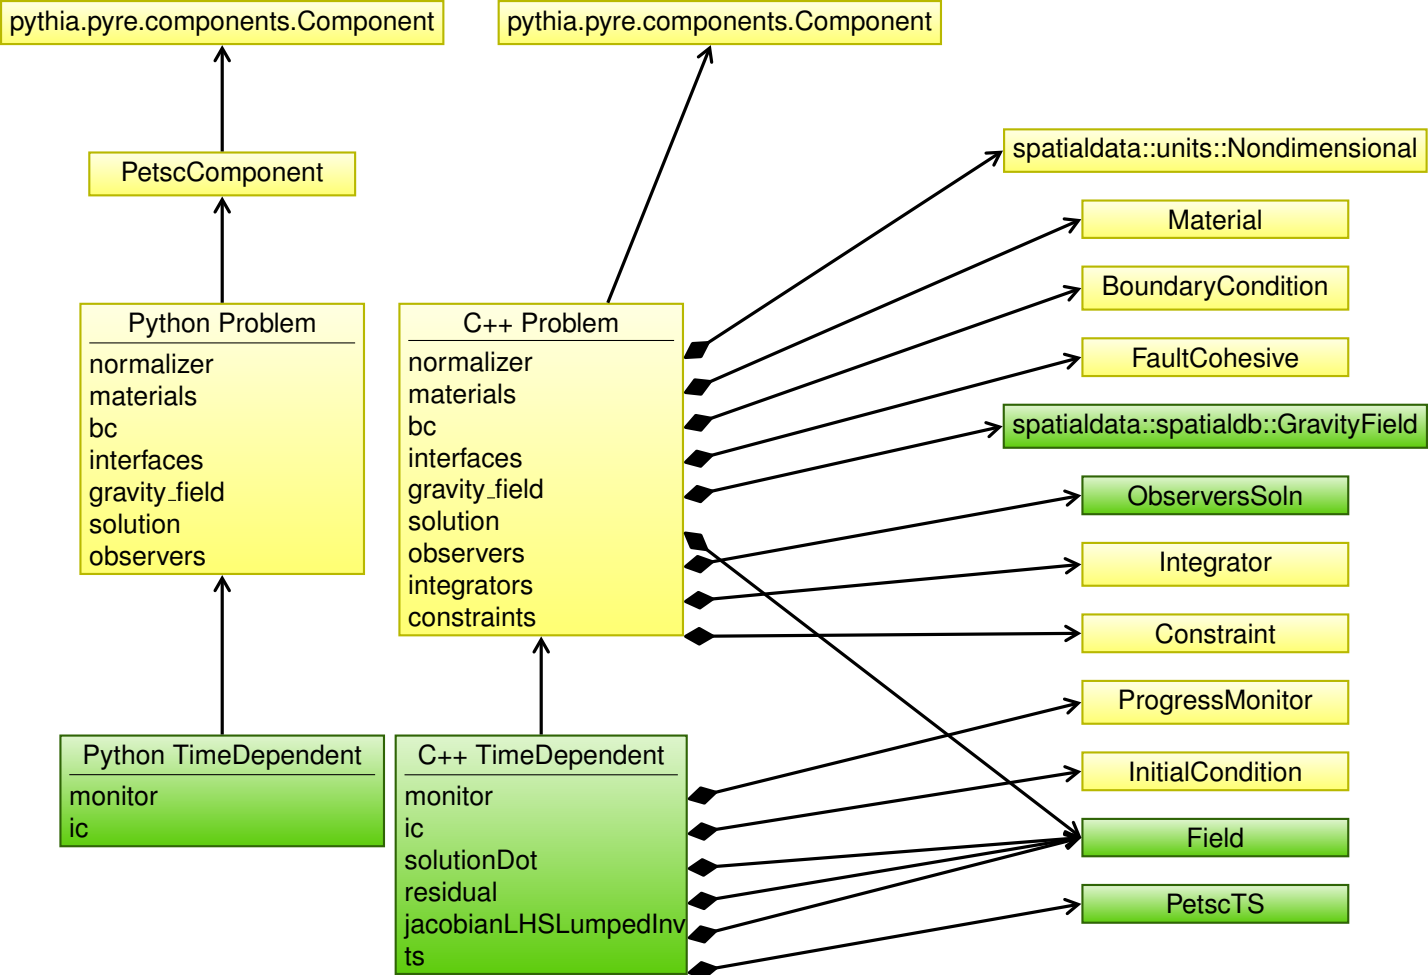 pythia.pyre.components.Component
pythia.pyre.components.Component
PetscComponent
Python Problem
normalizer
materials
bc
interfaces
gravity_field
solution
observers
Python TimeDependent
monitor
ic
C++ Problem
normalizer
materials
bc
interfaces
gravity_field
solution
observers
integrators
constraints
C++ TimeDependent
monitor
ic
solutionDot
residual
jacobianLHSLumpedInv
ts
spatialdata::units::Nondimensional
Material
BoundaryCondition
FaultCohesive
spatialdata::spatialdb::GravityField
ObserversSoln
Integrator
Constraint
ProgressMonitor
InitialCondition
Field
PetscTS